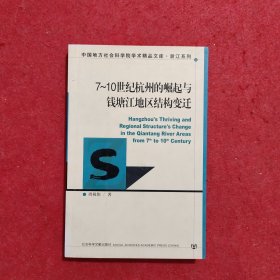 中国地方社会科学院学术精品文库·浙江系列
7~10世纪杭州的崛起与
钱塘江地区结构变迁
Hangzhou's Thriving and
Regional Structure's Change
in the Qiantang River Areas
from 7th to 10th Century
S
著
社会科学文献出版社